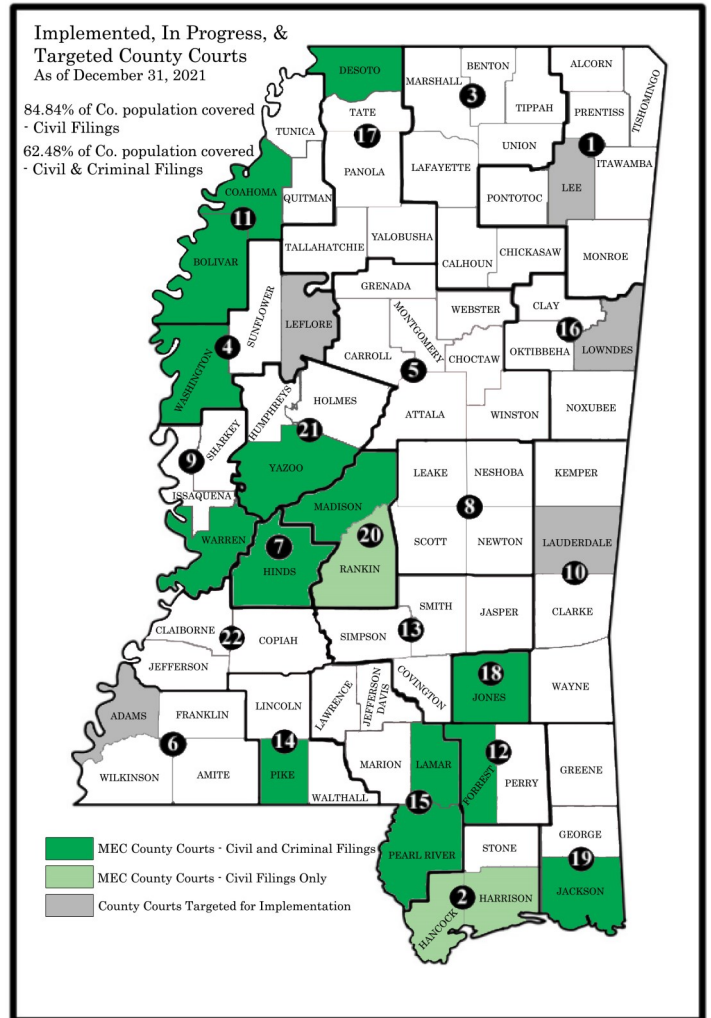 Implemented, In Progress, &
Targeted County Courts
As of December 31, 2021
84.84% of Co. population covered
- Civil Filings
62.48% of Co. population covered
- Civil & Criminal Filings
DESOTO
MARSHALL
BENTON
ALCORN
TISHOMINGO
3
TIPPAH
PRENTISS
TATE
TUNICA
17
1
UNION
ITAWAMBA
PANOLA
LAFAYETTE
COAHOMA
QUITMAN
PONTOTOC
LEE
11
YALOBUSHA
TALLAHATCHIE
CHICKASAW
CALHOUN
MONROE
BOLIVAR
GRENADA
SUNFLOWER
LEFLORE
MONTGOMERY
WEBSTER
CLAY
16
4
CARROLL
CHOCTAW
OKTIBBEHA
LOWNDES
5
WASHINGTON
HUMPHREYS
HOLMES
ATTALA
WINSTON
NOXUBEE
21
SHARKEY
9
YAZOO
LEAKE
NESHOBA
KEMPER
ISSAQUENA
MADISON
8
WARREN
7
20
SCOTT
NEWTON
LAUDERDALE
HINDS
RANKIN
10
SMITH
JASPER
CLARKE
CLAIBORNE
22
COPIAH
SIMPSON
13
JEFFERSON
COVINGTON
18
LAWRENCE
JEFFERSON
DAVIS
JONES
WAYNE
LINCOLN
ADAMS
FRANKLIN
6
14
12
MARION
LAMAR
WILKINSON
AMITE
PIKE
FORREST
PERRY
GREENE
WALTHALL
15
GEORGE
STONE
PEARL RIVER
19
JACKSON
2
HARRISON
HANCOCK
MEC County Courts - Civil and Criminal Filings
MEC County Courts - Civil Filings Only
County Courts Targeted for Implementation